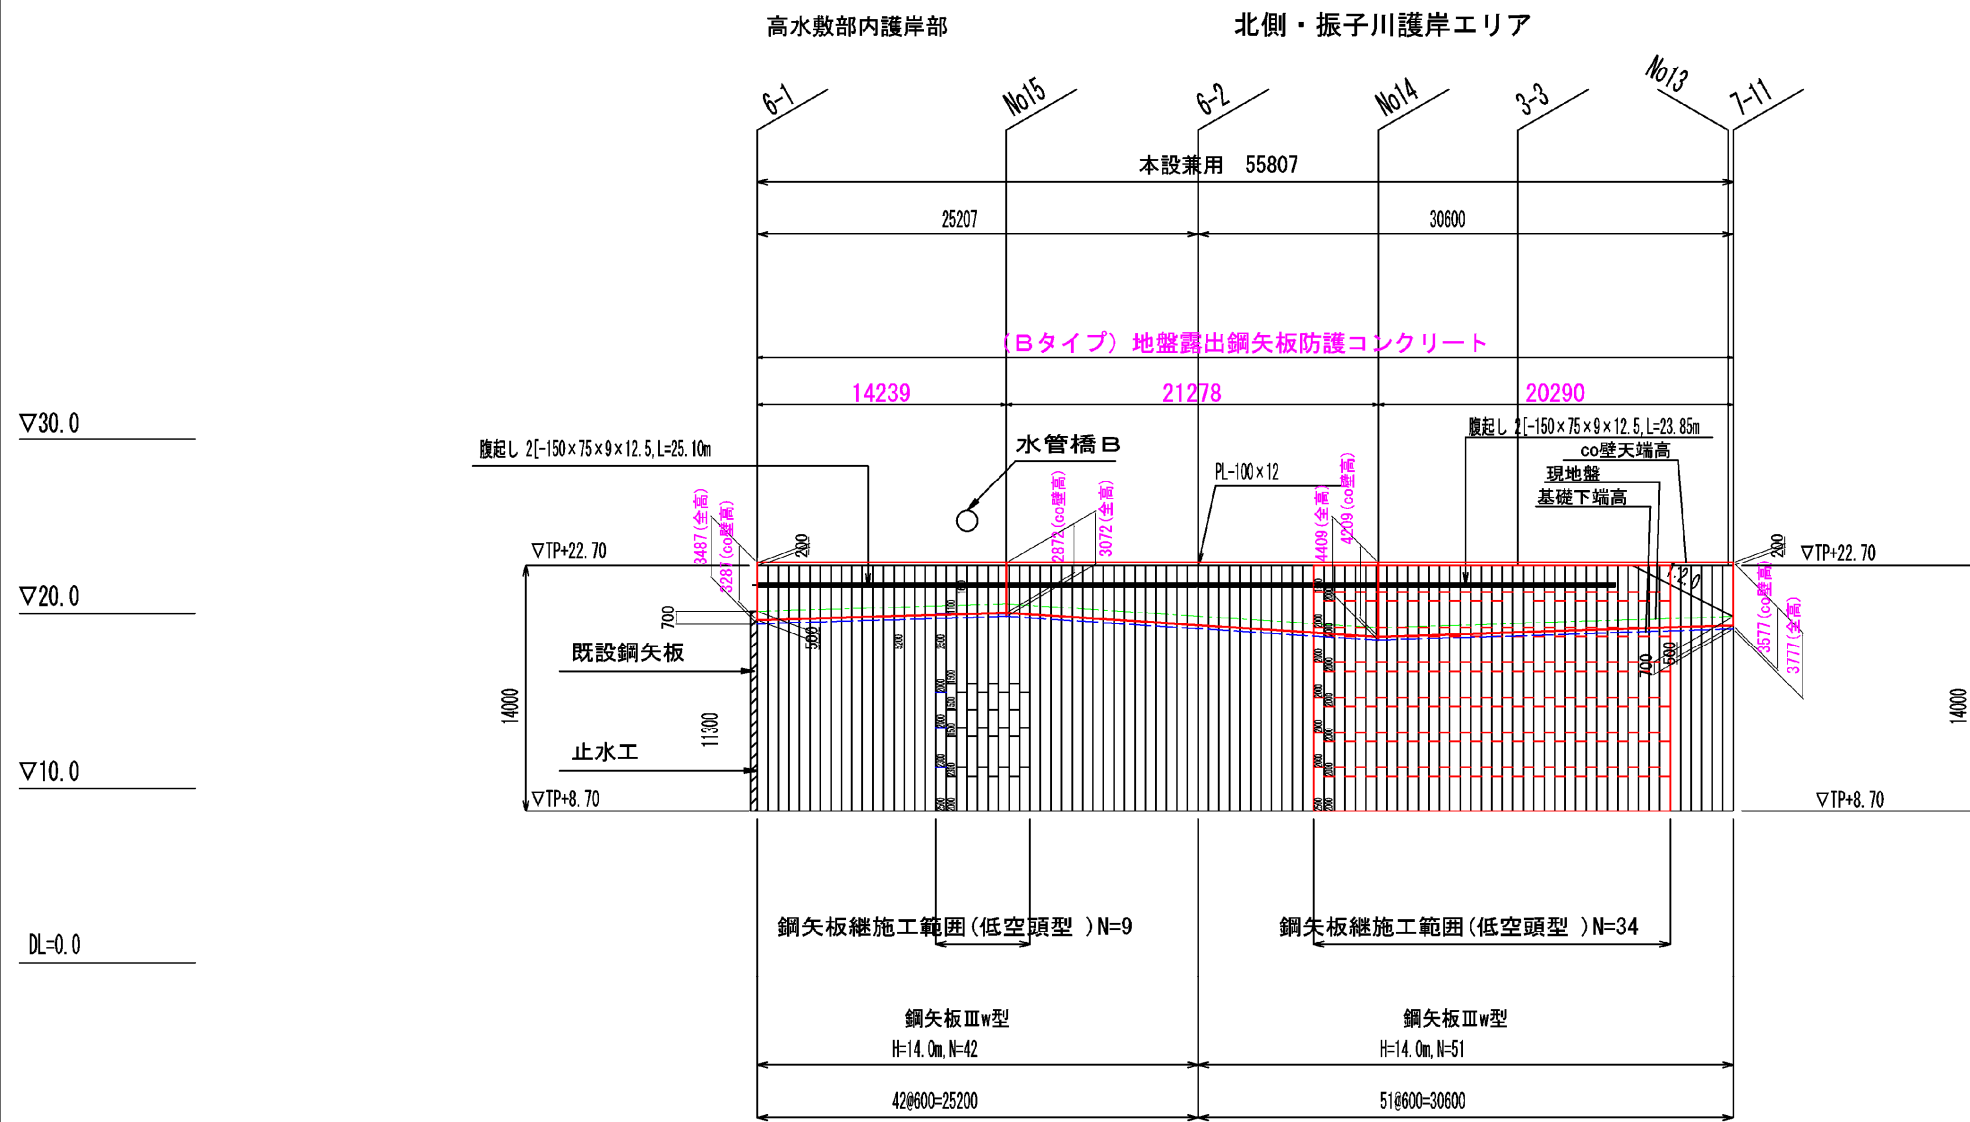 高水敷部内護岸部
北側・振子川護岸エリア
6-1
No15
6-2
No14
3-3
No13
7-11
本設兼用 55807
25207
30600
(Bタイプ) 地盤露出鋼矢板防護コンクリート
14239
21278
20290
▽30.0
▽20.0
▽10.0
DL=0.0
腹起し 2[-150×75×9×12.5,L=25.10m
水管橋B
PL-100×12
腹起し 2[-150×75×9×12.5,L=23.85m
co壁天端高
現地盤
基礎下端高
3487(全高)
3287(co壁高)
2872(co壁高)
3072(全高)
4409(全高)
4209(co壁高)
3577(co壁高)
3777(全高)
▽TP+22.70
200
200
▽TP+22.70
1:2.0
700
500
700
500
既設鋼矢板
止水工
14000
11300
14000
▽TP+8.70
▽TP+8.70
鋼矢板継施工範囲(低空頭型 )N=9
鋼矢板継施工範囲(低空頭型 )N=34
鋼矢板Ⅲw型
H=14.0m,N=42
鋼矢板Ⅲw型
H=14.0m,N=51
42@600=25200
51@600=30600